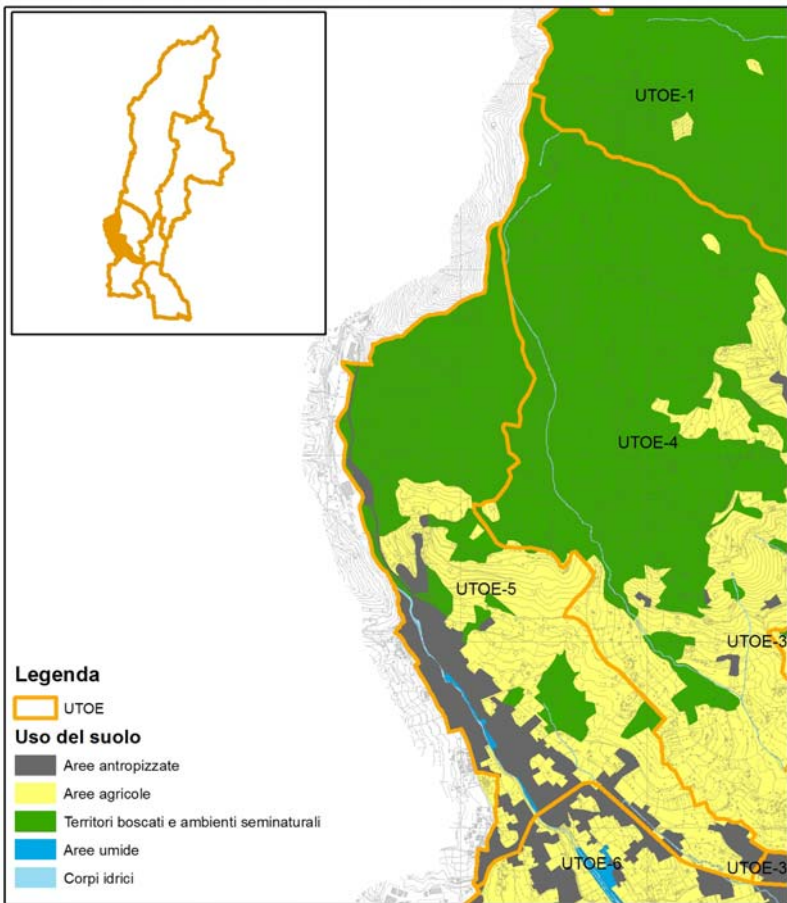 UTOE-1
UTOE-4
UTOE-5
UTOE-3
Legenda
UTOE
Uso del suolo
Aree antropizzate
Aree agricole
Territori boscati e ambienti seminaturali
Aree umide
Corpi idrici
UTOE-6
UTOE-3